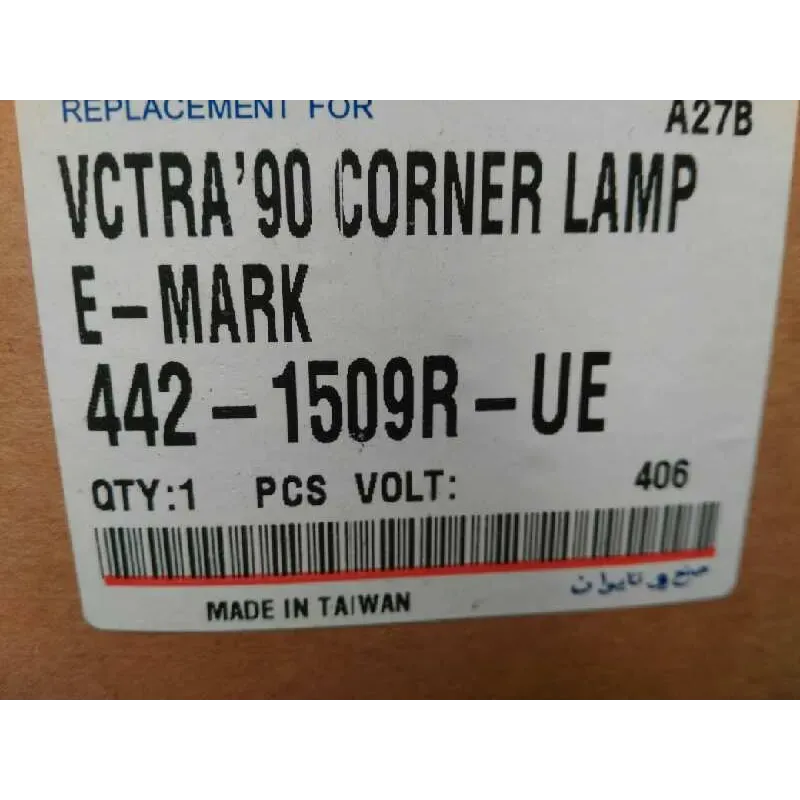 REPLACEMENT FOR
A27B
VCTRA'90 CORNER LAMP
E-MARK
442-1509R-UE
QTY:1 PCS VOLT:
406
صنع في تايوان
MADE IN TAIWAN